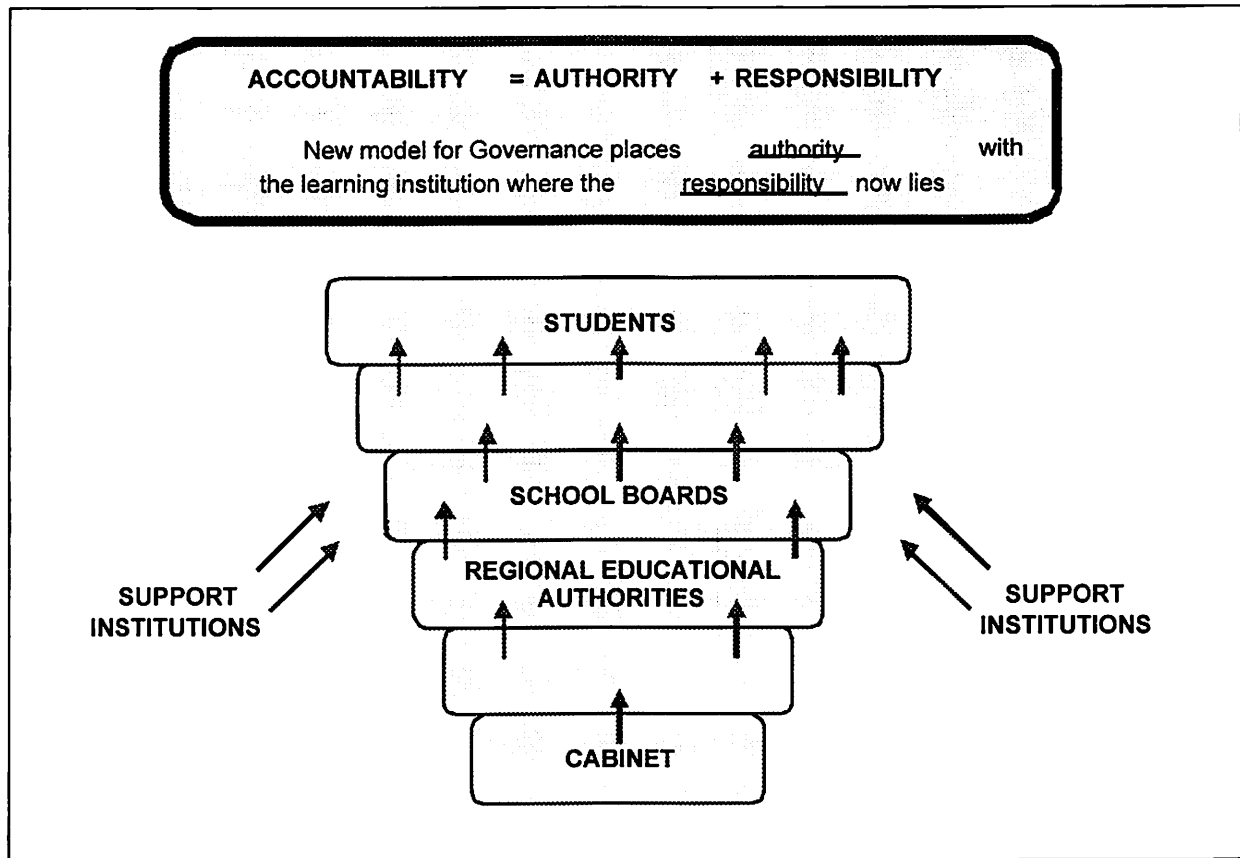 ACCOUNTABILITY = AUTHORITY + RESPONSIBILITY
New model for Governance places authority with
the learning institution where the responsibility now lies
STUDENTS
SCHOOL BOARDS
REGIONAL EDUCATIONAL
AUTHORITIES
SUPPORT
INSTITUTIONS
SUPPORT
INSTITUTIONS
CABINET